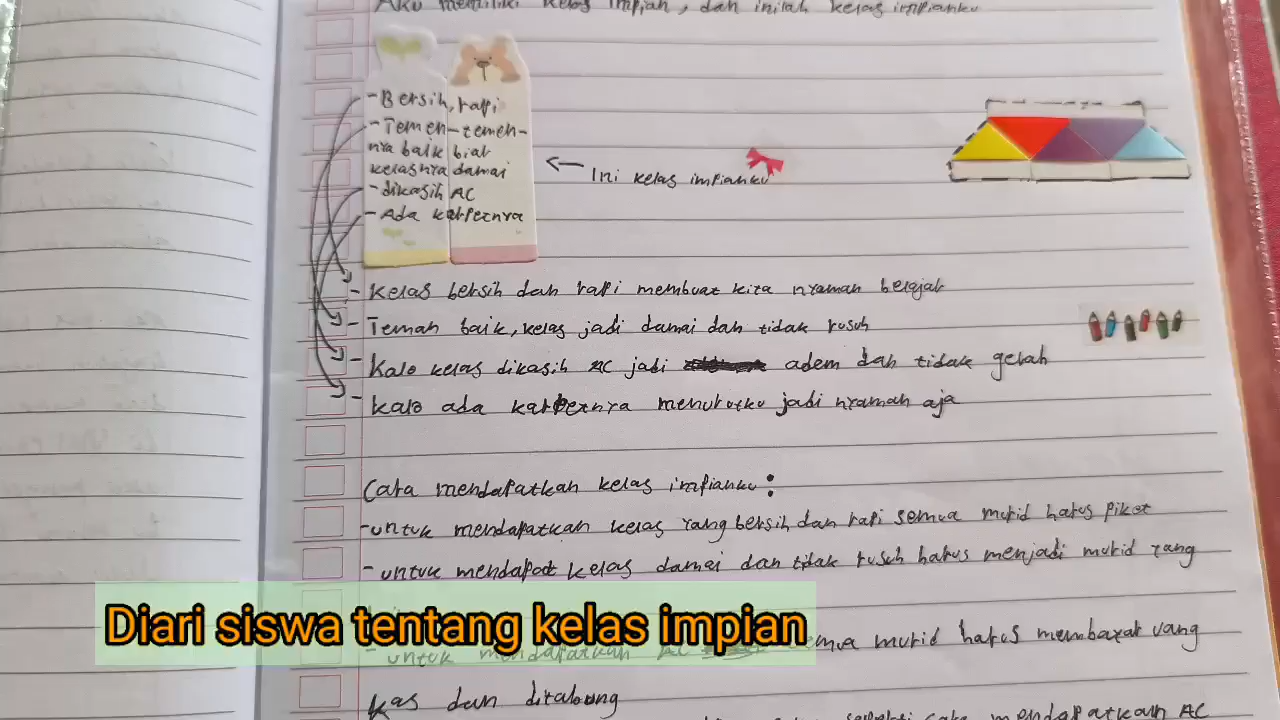 Aku memiliki kelas impian, dan inilah kelas impianku
- Bersih, rapi
- Temen-temen-
nya baik biar
kelasnya damai
- dikasih AC
- Ada karpetnya
Ini kelas impianku
- Kelas bersih dan rapi membuat kita nyaman belajar
- Teman baik, kelas jadi damai dan tidak rusuh
- Kalo kelas dikasih AC jadi adem dan tidak gerah
- Kalo ada karpetnya menurutku jadi nyaman aja
Cara mendapatkan kelas impianku :
- untuk mendapatkan kelas yang bersih dan rapi semua murid harus piket
- untuk mendapat kelas damai dan tidak rusuh harus menjadi murid yang
Diari siswa tentang kelas impian
- untuk mendapatkan AC semua murid harus membayar uang
kas dan ditabung
cara mendapatkan AC